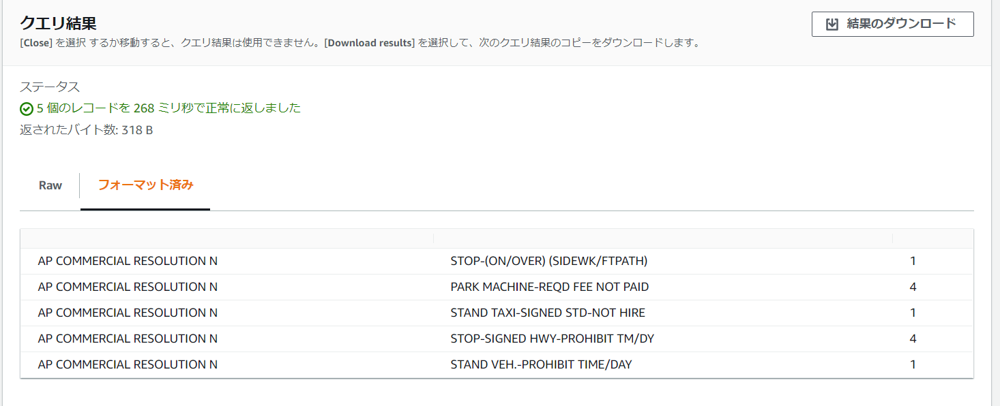 クエリ結果
結果のダウンロード
[Close] を選択 するか移動すると、クエリ結果は使用できません。[Download results] を選択して、次のクエリ結果のコピーをダウンロードします。
ステータス
5 個のレコードを 268 ミリ秒で正常に返しました
返されたバイト数: 318 B
Raw フォーマット済み
AP COMMERCIAL RESOLUTION N STOP-(ON/OVER) (SIDEWK/FTPATH) 1
AP COMMERCIAL RESOLUTION N PARK MACHINE-REQD FEE NOT PAID 4
AP COMMERCIAL RESOLUTION N STAND TAXI-SIGNED STD-NOT HIRE 1
AP COMMERCIAL RESOLUTION N STOP-SIGNED HWY-PROHIBIT TM/DY 4
AP COMMERCIAL RESOLUTION N STAND VEH.-PROHIBIT TIME/DAY 1